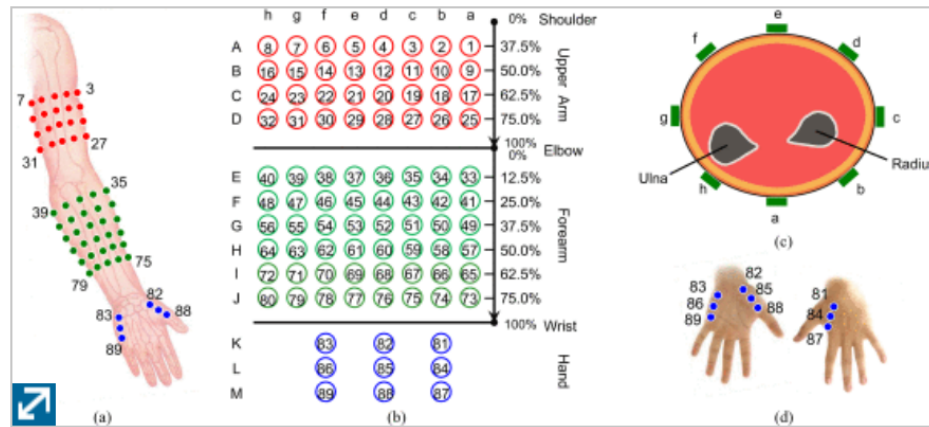 h g f e d c b a
0% Shoulder
A 8 7 6 5 4 3 2 1 37.5%
B 16 15 14 13 12 11 10 9 50.0%
C 24 23 22 21 20 19 18 17 62.5%
D 32 31 30 29 28 27 26 25 75.0%
Upper Arm
100% Elbow
0%
E 40 39 38 37 36 35 34 33 12.5%
F 48 47 46 45 44 43 42 41 25.0%
G 56 55 54 53 52 51 50 49 37.5%
H 64 63 62 61 60 59 58 57 50.0%
I 72 71 70 69 68 67 66 65 62.5%
J 80 79 78 77 76 75 74 73 75.0%
Forearm
100% Wrist
K 83 82 81
L 86 85 84
M 89 88 87
Hand
7 3
31 27
35
39
75
79
82
83 88
89
(a)
(b)
e
f d
g c
Ulna Radiu
h b
a
(c)
82
83 85
86 88
89
81
84
87
(d)